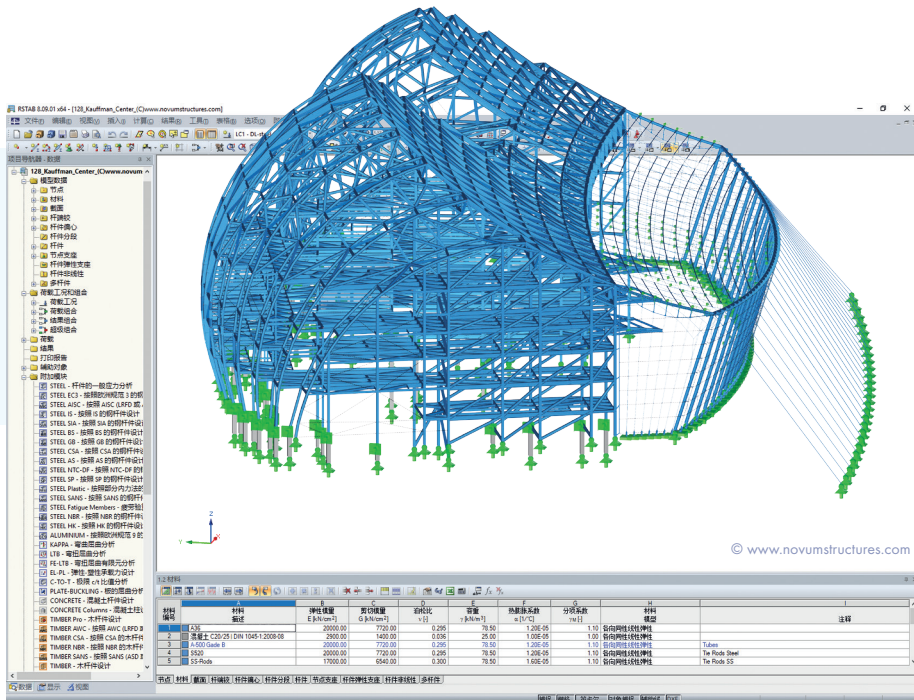 RSTAB 8.09.01 x64 - [128_Kauffman_Center_(C)www.novumstructures.com]
文件(F) 编辑(E) 视图(V) 插入(I) 计算(C) 结果(R) 工具(T) 表格(B) 选项(O)
LC1 - DL-st
项目导航器 - 数据
128_Kauffman_Center_(C)www.novum
模型数据
节点
材料
截面
杆端铰
杆件偏心
杆件分段
杆件
节点支座
杆件弹性支座
杆件非线性
多杆件
荷载工况和组合
荷载工况
荷载组合
结果组合
超级组合
荷载
结果
打印报告
辅助对象
附加模块
STEEL - 杆件的一般应力分析
STEEL EC3 - 按照欧洲规范 3 的钢
STEEL AISC - 按照 AISC (LRFD 或
STEEL IS - 按照 IS 的钢杆件设计
STEEL SIA - 按照 SIA 的钢杆件设
STEEL BS - 按照 BS 的钢杆件设计
STEEL GB - 按照 GB 的钢杆件设计
STEEL CSA - 按照 CSA 的钢杆件
STEEL AS - 按照 AS 的钢杆件设计
STEEL NTC-DF - 按照 NTC-DF 的
STEEL SP - 按照 SP 的钢杆件设计
STEEL Plastic - 按照部分内力法
STEEL SANS - 按照 SANS 的钢杆件
STEEL Fatigue Members - 疲劳验
STEEL NBR - 按照 NBR 的钢杆件
STEEL HK - 按照 HK 的钢杆件设
ALUMINIUM - 按照欧洲规范 9 的
KAPPA - 弯曲屈曲分析
LTB - 弯扭屈曲分析
FE-LTB - 弯扭屈曲有限元分析
EL-PL - 弹性-塑性承载力设计
C-TO-T - 极限 c/t 比值分析
PLATE-BUCKLING - 板的屈曲分析
CONCRETE - 混凝土杆件设计
CONCRETE Columns - 混凝土柱
TIMBER Pro - 木杆件设计
TIMBER AWC - 按照 AWC (LRFD
TIMBER CSA - 按照 CSA 的木杆件
TIMBER NBR - 按照 NBR 的木杆件
TIMBER SANS - 按照 SANS (ASD
TIMBER - 木杆件设计
数据 显示 视图
Z
Y X
© www.novumstructures.com
1.2 材料
A B C D E F G H I
材料 材料 弹性模量 剪切模量 泊松比 容重 热膨胀系数 分项系数 材料
编号 描述 E [kN/cm²] G [kN/cm²] ν [-] γ [kN/m³] α [1/°C] γM [-] 模型 注释
1 A36 20000.00 7720.00 0.295 78.50 1.20E-05 1.10 各向同性线性弹性
2 混凝土 C20/25 | DIN 1045-1:2008-08 2900.00 1400.00 0.036 25.00 1.00E-05 1.00 各向同性线性弹性
3 A-500 Gade B 20000.00 7720.00 0.295 78.50 1.20E-05 1.10 各向同性线性弹性 Tubes
4 S520 20000.00 7720.00 0.295 78.50 1.20E-05 1.10 各向同性线性弹性 Tie Rods Steel
5 SS-Rods 17000.00 6540.00 0.300 78.50 1.60E-05 1.10 各向同性线性弹性 Tie Rods SS
节点 材料 截面 杆端铰 杆件偏心 杆件分段 杆件 节点支座 杆件弹性支座 杆件非线性 多杆件